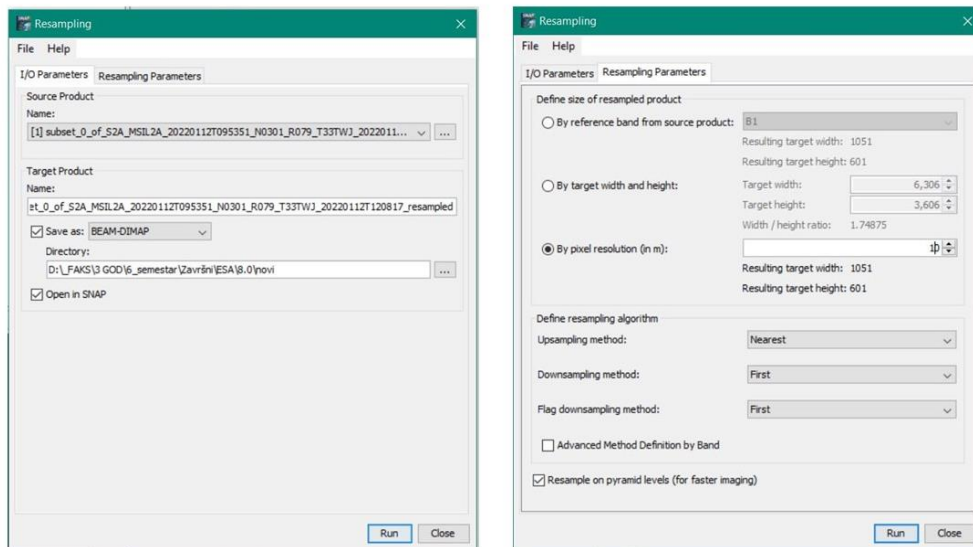 Resampling
File Help
I/O Parameters Resampling Parameters
Source Product
Name:
[1] subset_0_of_S2A_MSIL2A_20220112T095351_N0301_R079_T33TWJ_2022011... ...
Target Product
Name:
et_0_of_S2A_MSIL2A_20220112T095351_N0301_R079_T33TWJ_20220112T120817_resampled
Save as: BEAM-DIMAP
Directory:
D:\_FAKS\3 GOD\6_semestar\Završni\ESA\8.0\novi ...
Open in SNAP
Run Close
Resampling
File Help
I/O Parameters Resampling Parameters
Define size of resampled product
By reference band from source product: B1
Resulting target width: 1051
Resulting target height: 601
By target width and height: Target width: 6,306
Target height: 3,606
Width / height ratio: 1.74875
By pixel resolution (in m): 10
Resulting target width: 1051
Resulting target height: 601
Define resampling algorithm
Upsampling method: Nearest
Downsampling method: First
Flag downsampling method: First
Advanced Method Definition by Band
Resample on pyramid levels (for faster imaging)
Run Close